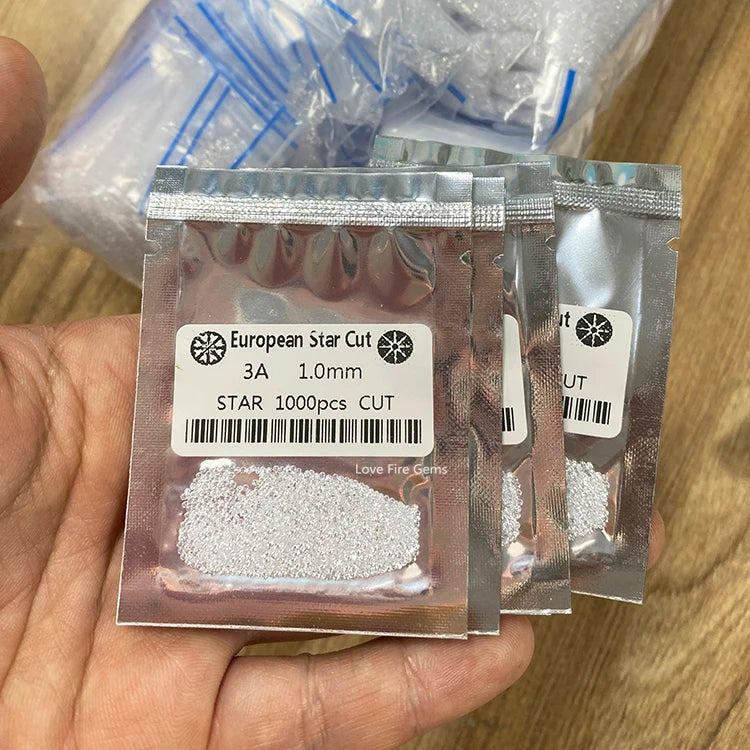 European Star Cut
3A 1.0mm
STAR 1000pcs CUT
Love Fire Gems
ut
UT